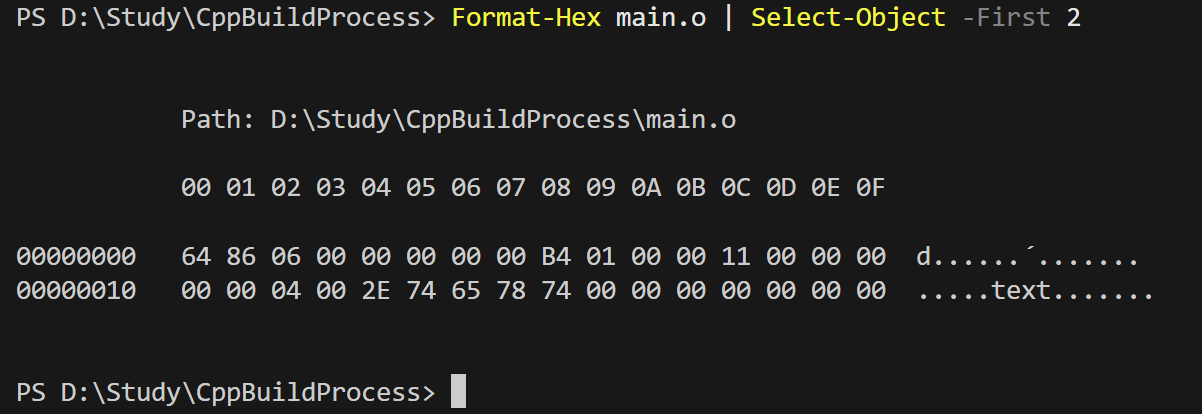 PS D:\Study\CppBuildProcess> Format-Hex main.o | Select-Object -First 2
Path: D:\Study\CppBuildProcess\main.o
00 01 02 03 04 05 06 07 08 09 0A 0B 0C 0D 0E 0F
00000000   64 86 06 00 00 00 00 00 B4 01 00 00 11 00 00 00  d......´.......
00000010   00 00 04 00 2E 74 65 78 74 00 00 00 00 00 00 00  .....text.......
PS D:\Study\CppBuildProcess>